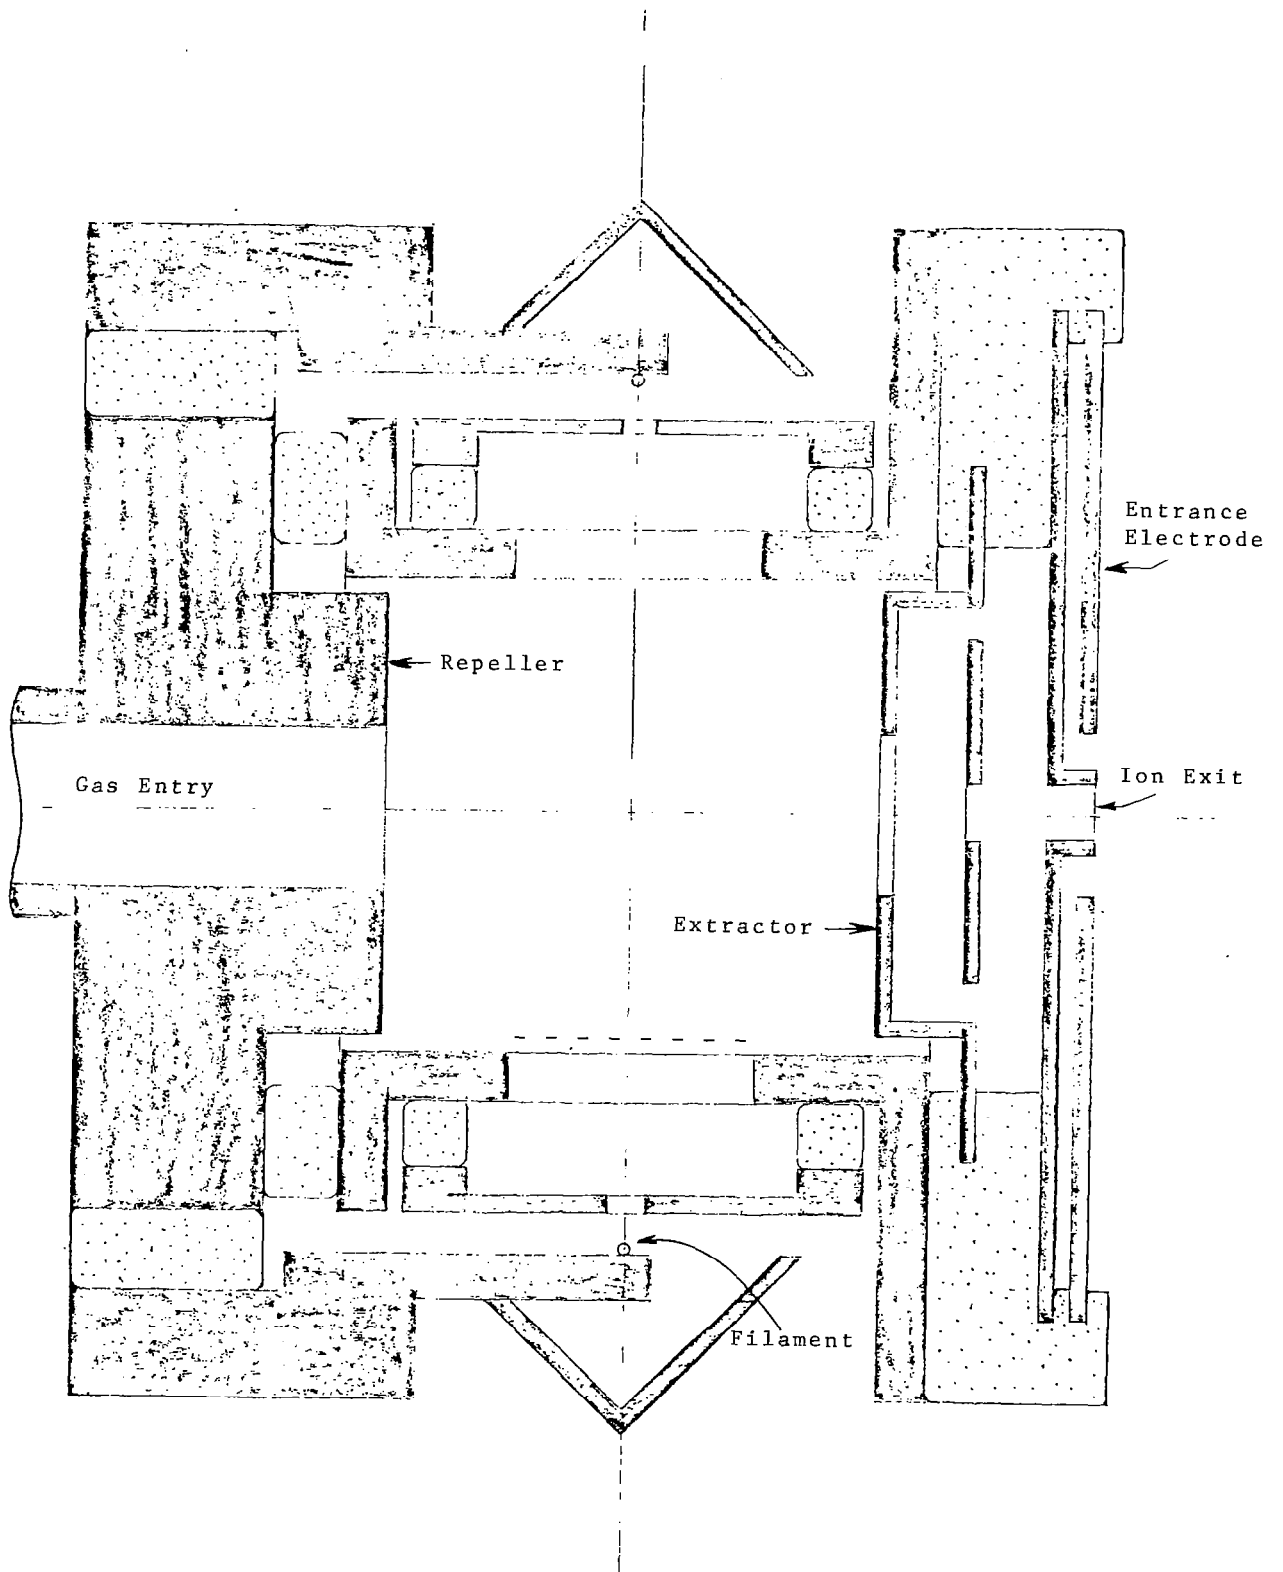 Entrance
Electrode
Repeller
Gas Entry
Ion Exit
Extractor
Filament